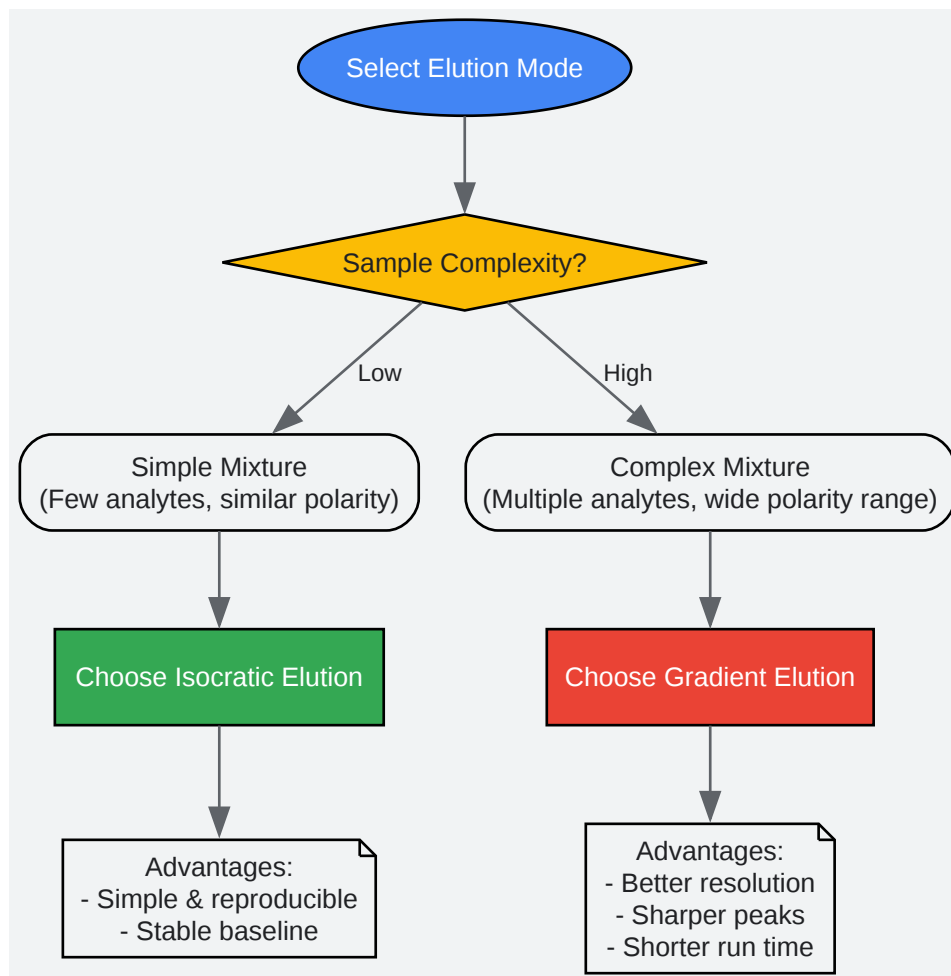 Select Elution Mode
Sample Complexity?
Low
High
Simple Mixture
(Few analytes, similar polarity)
Complex Mixture
(Multiple analytes, wide polarity range)
Choose Isocratic Elution
Choose Gradient Elution
Advantages:
- Simple & reproducible
- Stable baseline
Advantages:
- Better resolution
- Sharper peaks
- Shorter run time